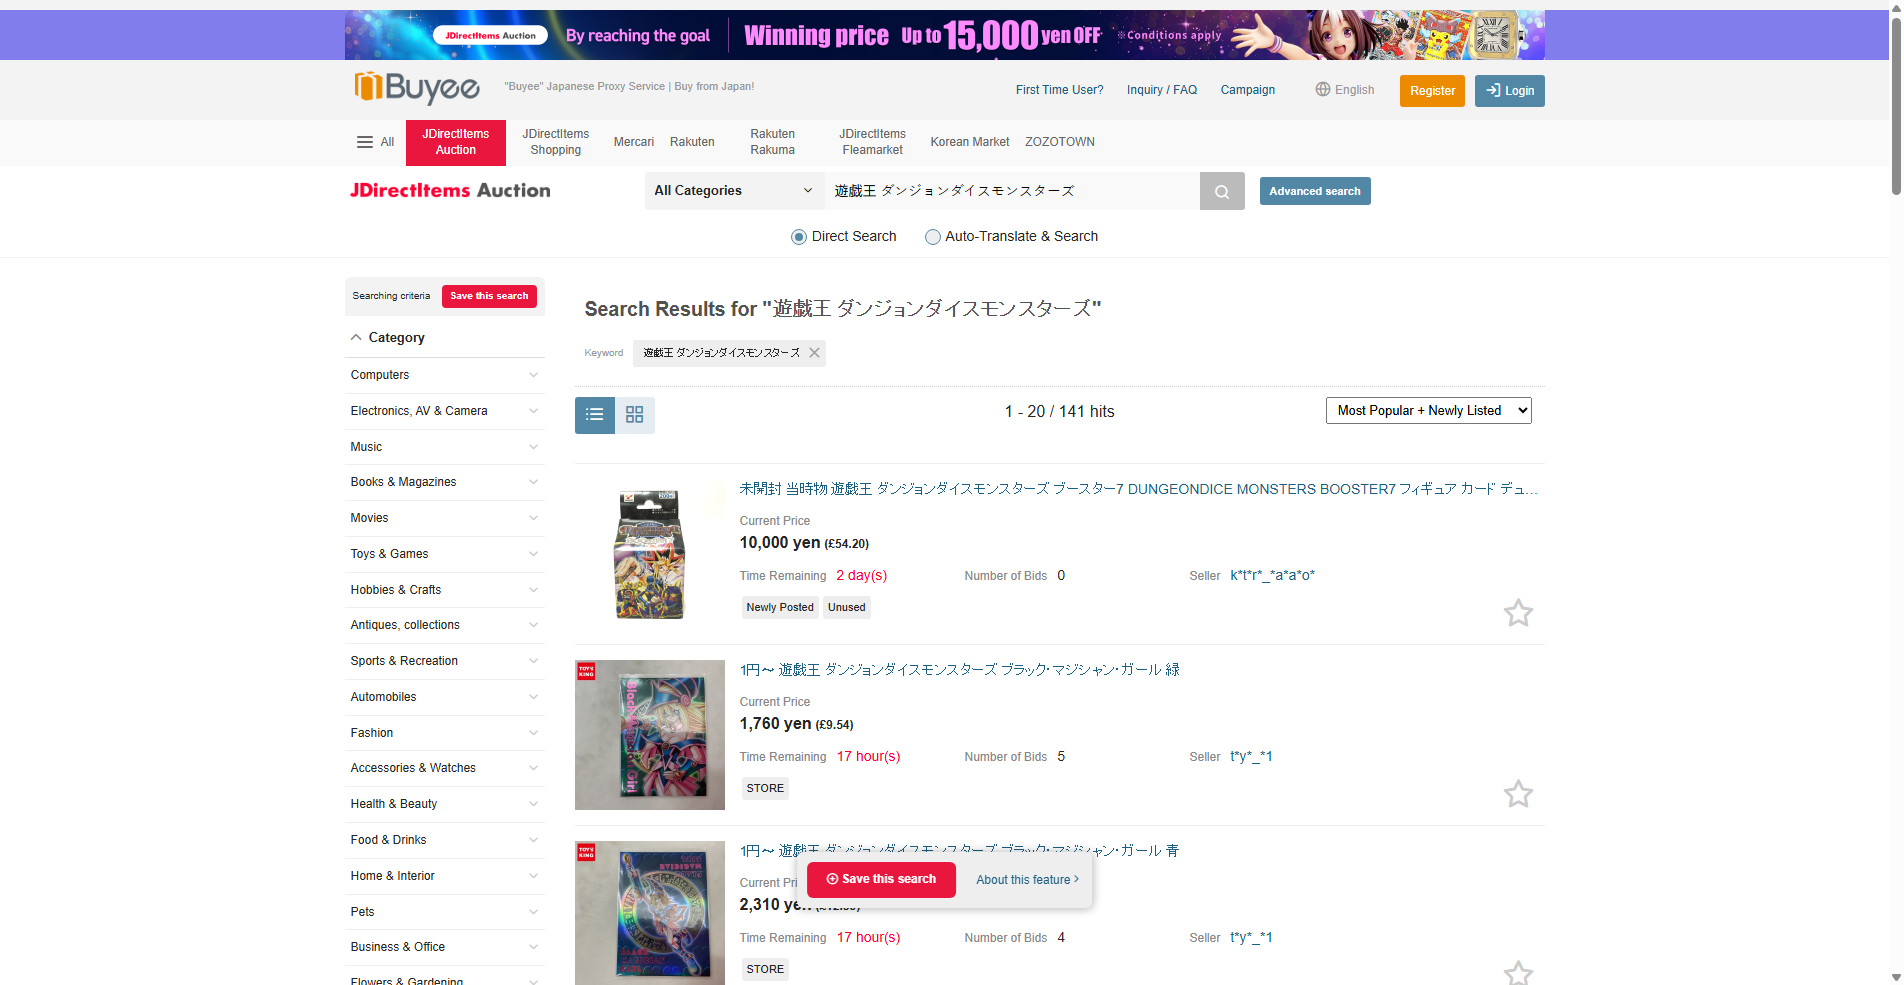 JDirectItems Auction
By reaching the goal
Winning price Up to 15,000 yen OFF
※Conditions apply
Buyee
"Buyee" Japanese Proxy Service | Buy from Japan!
First Time User?
Inquiry / FAQ
Campaign
English
Register
Login
All
JDirectItems Auction
JDirectItems Shopping
Mercari
Rakuten
Rakuten Rakuma
JDirectItems Fleamarket
Korean Market
ZOZOTOWN
JDirectItems Auction
All Categories
遊戯王 ダンジョンダイスモンスターズ
Advanced search
Direct Search
Auto-Translate & Search
Searching criteria
Save this search
Category
Computers
Electronics, AV & Camera
Music
Books & Magazines
Movies
Toys & Games
Hobbies & Crafts
Antiques, collections
Sports & Recreation
Automobiles
Fashion
Accessories & Watches
Health & Beauty
Food & Drinks
Home & Interior
Pets
Business & Office
Flowers & Gardening
Search Results for "遊戯王 ダンジョンダイスモンスターズ"
Keyword
遊戯王 ダンジョンダイスモンスターズ
1 - 20 / 141 hits
Most Popular + Newly Listed
未開封 当時物 遊戯王 ダンジョンダイスモンスターズ ブースター7 DUNGEONDICE MONSTERS BOOSTER7 フィギュア カード デュ...
Current Price
10,000 yen (£54.20)
Time Remaining 2 day(s)
Number of Bids 0
Seller k*t*r*_*a*a*o*
Newly Posted
Unused
TOYS KING
Black Magician Girl
1円～ 遊戯王 ダンジョンダイスモンスターズ ブラック・マジシャン・ガール 緑
Current Price
1,760 yen (£9.54)
Time Remaining 17 hour(s)
Number of Bids 5
Seller t*y*_*1
STORE
TOYS KING
1円～ 遊戯王 ダンジョンダイスモンスターズ ブラック・マジシャン・ガール 青
Current Pri
2,310 yen
Time Remaining 17 hour(s)
Number of Bids 4
Seller t*y*_*1
STORE
Save this search
About this feature